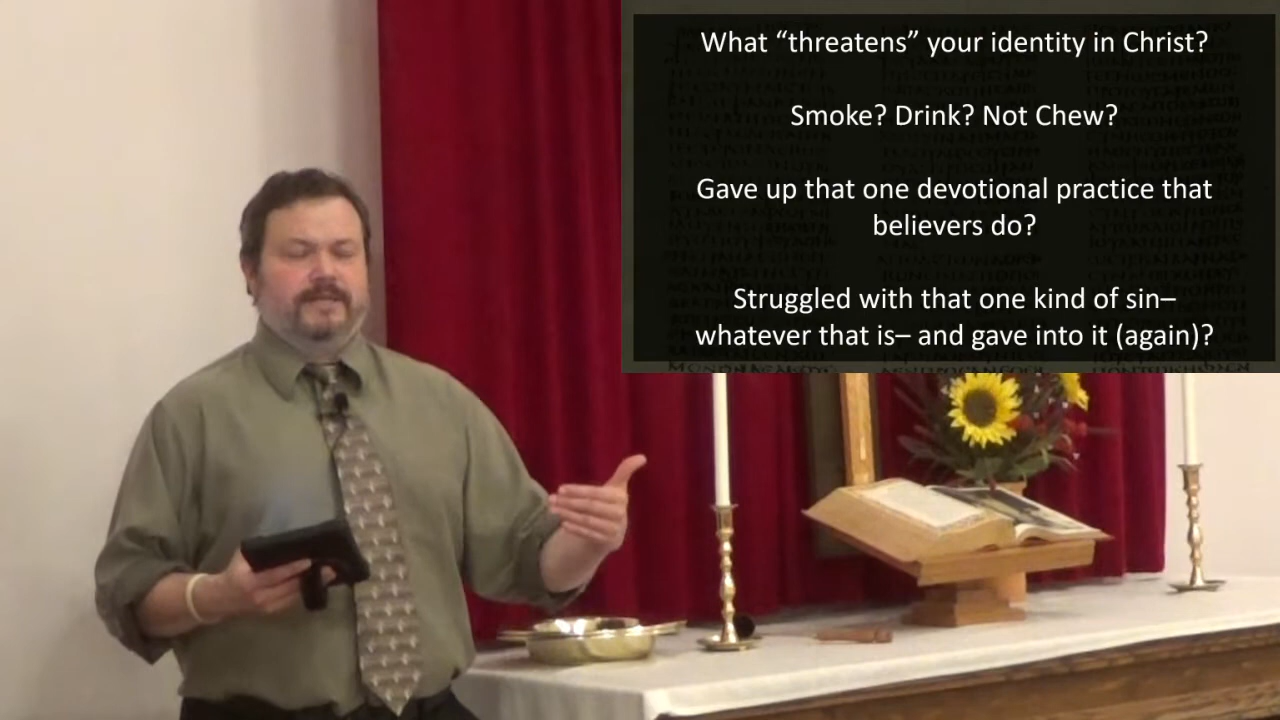 What “threatens” your identity in Christ?
Smoke? Drink? Not Chew?
Gave up that one devotional practice that
believers do?
Struggled with that one kind of sin–
whatever that is– and gave into it (again)?